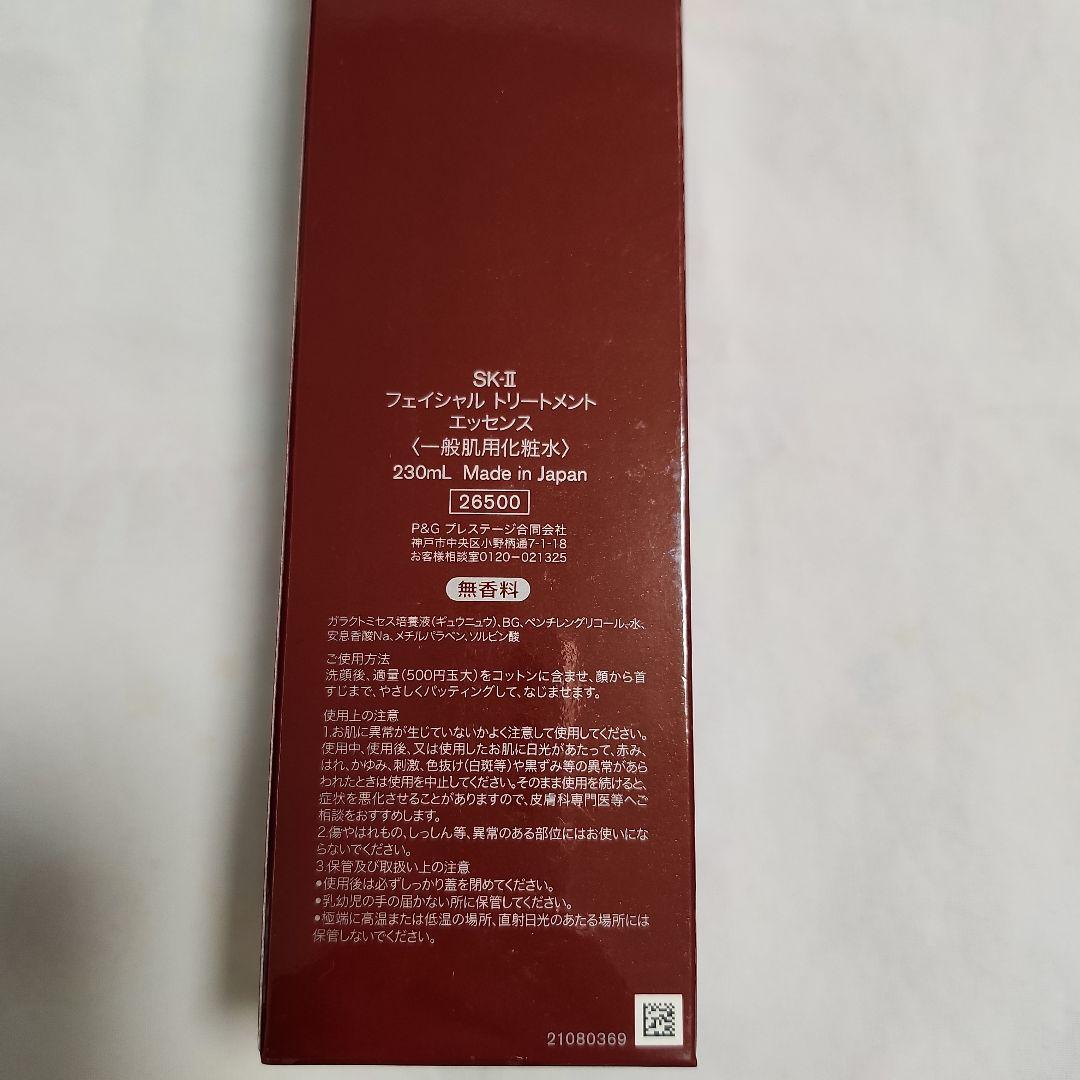 SK-II
フェイシャル トリートメント
エッセンス
〈一般肌用化粧水〉
230mL Made in Japan
26500
P&G プレステージ合同会社
神戸市中央区小野柄通7-1-18
お客様相談室0120-021325
無香料
ガラクトミセス培養液(ギュウニュウ)、BG、ペンチレングリコール、水、
安息香酸Na、メチルパラベン、ソルビン酸
ご使用方法
洗顔後、適量(500円玉大)をコットンに含ませ、顔から首
すじまで、やさしくパッティングして、なじませます。
使用上の注意
1.お肌に異常が生じていないかよく注意して使用してください。
使用中、使用後、又は使用したお肌に日光があたって、赤み、
はれ、かゆみ、刺激、色抜け(白斑等)や黒ずみ等の異常があら
われたときは使用を中止してください。そのまま使用を続けると、
症状を悪化させることがありますので、皮膚科専門医等へご
相談をおすすめします。
2.傷やはれもの、しっしん等、異常のある部位にはお使いにな
らないでください。
3.保管及び取扱い上の注意
•使用後は必ずしっかり蓋を閉めてください。
•乳幼児の手の届かない所に保管してください。
•極端に高温または低温の場所、直射日光のあたる場所には
保管しないでください。
21080369